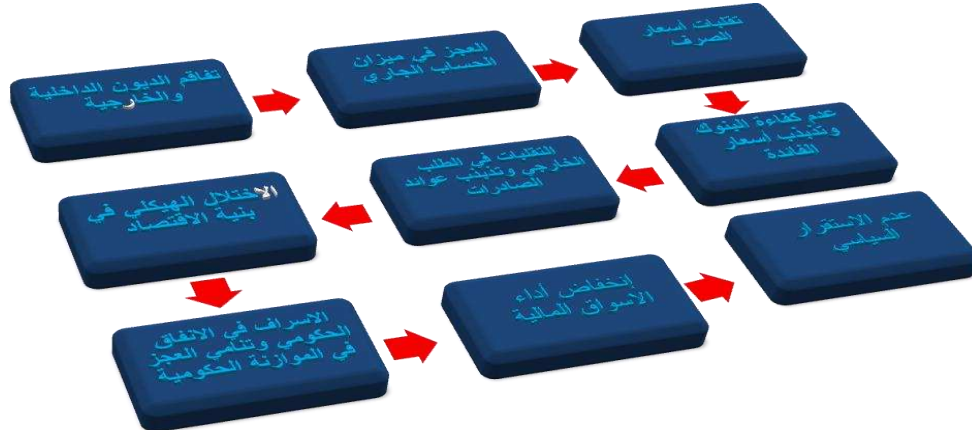 تفاقم الديون الداخلية
والخارجية
العجز في ميزان
الحساب الجاري
تقلبات أسعار
الصرف
عدم كفاءة البنوك
وتذبذب أسعار
الفائدة
التقلبات في الطلب
الخارجي وتذبذب عوائد
الصادرات
الاختلال الهيكلي في
بنية الاقتصاد
الاسراف في الانفاق
الحكومي وتنامي العجز
في الموازنة الحكومية
إنخفاض أداء
الاسواق المالية
عدم الاستقرار
السياسي